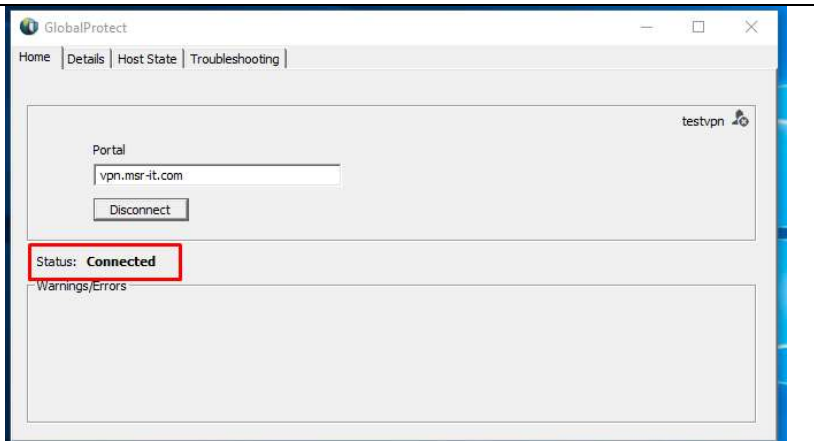 GlobalProtect
Home Details Host State Troubleshooting
testvpn
Portal
vpn.msr-it.com
Disconnect
Status: Connected
Warnings/Errors